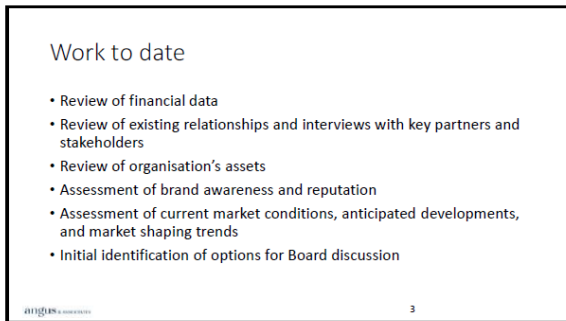 Work to date
• Review of financial data
• Review of existing relationships and interviews with key partners and
stakeholders
• Review of organisation's assets
• Assessment of brand awareness and reputation
• Assessment of current market conditions, anticipated developments,
and market shaping trends
• Initial identification of options for Board discussion
angus
3